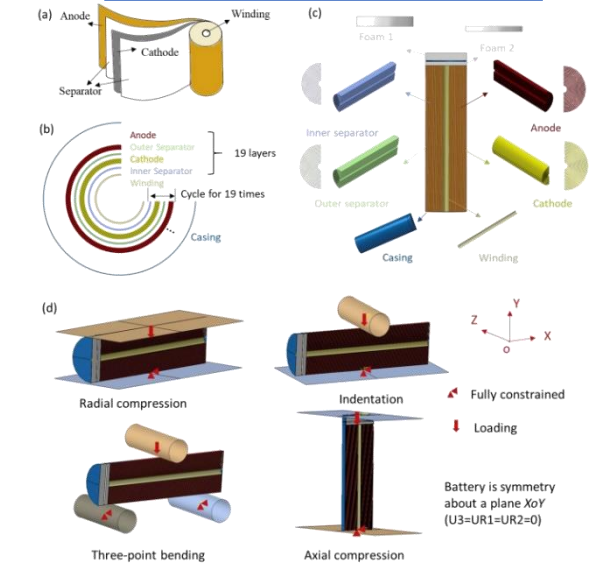 (a)
Anode
Winding
Cathode
Separator
(b)
Anode
Outer Separator
Cathode
Inner Separator
Winding
19 layers
Cycle for 19 times
Casing
(c)
Foam 1
Foam 2
Inner separator
Anode
Outer separator
Cathode
Casing
Winding
(d)
Radial compression
Indentation
Y
Z
X
O
Fully constrained
Loading
Three-point bending
Axial compression
Battery is symmetry
about a plane XoY
(U3=UR1=UR2=0)